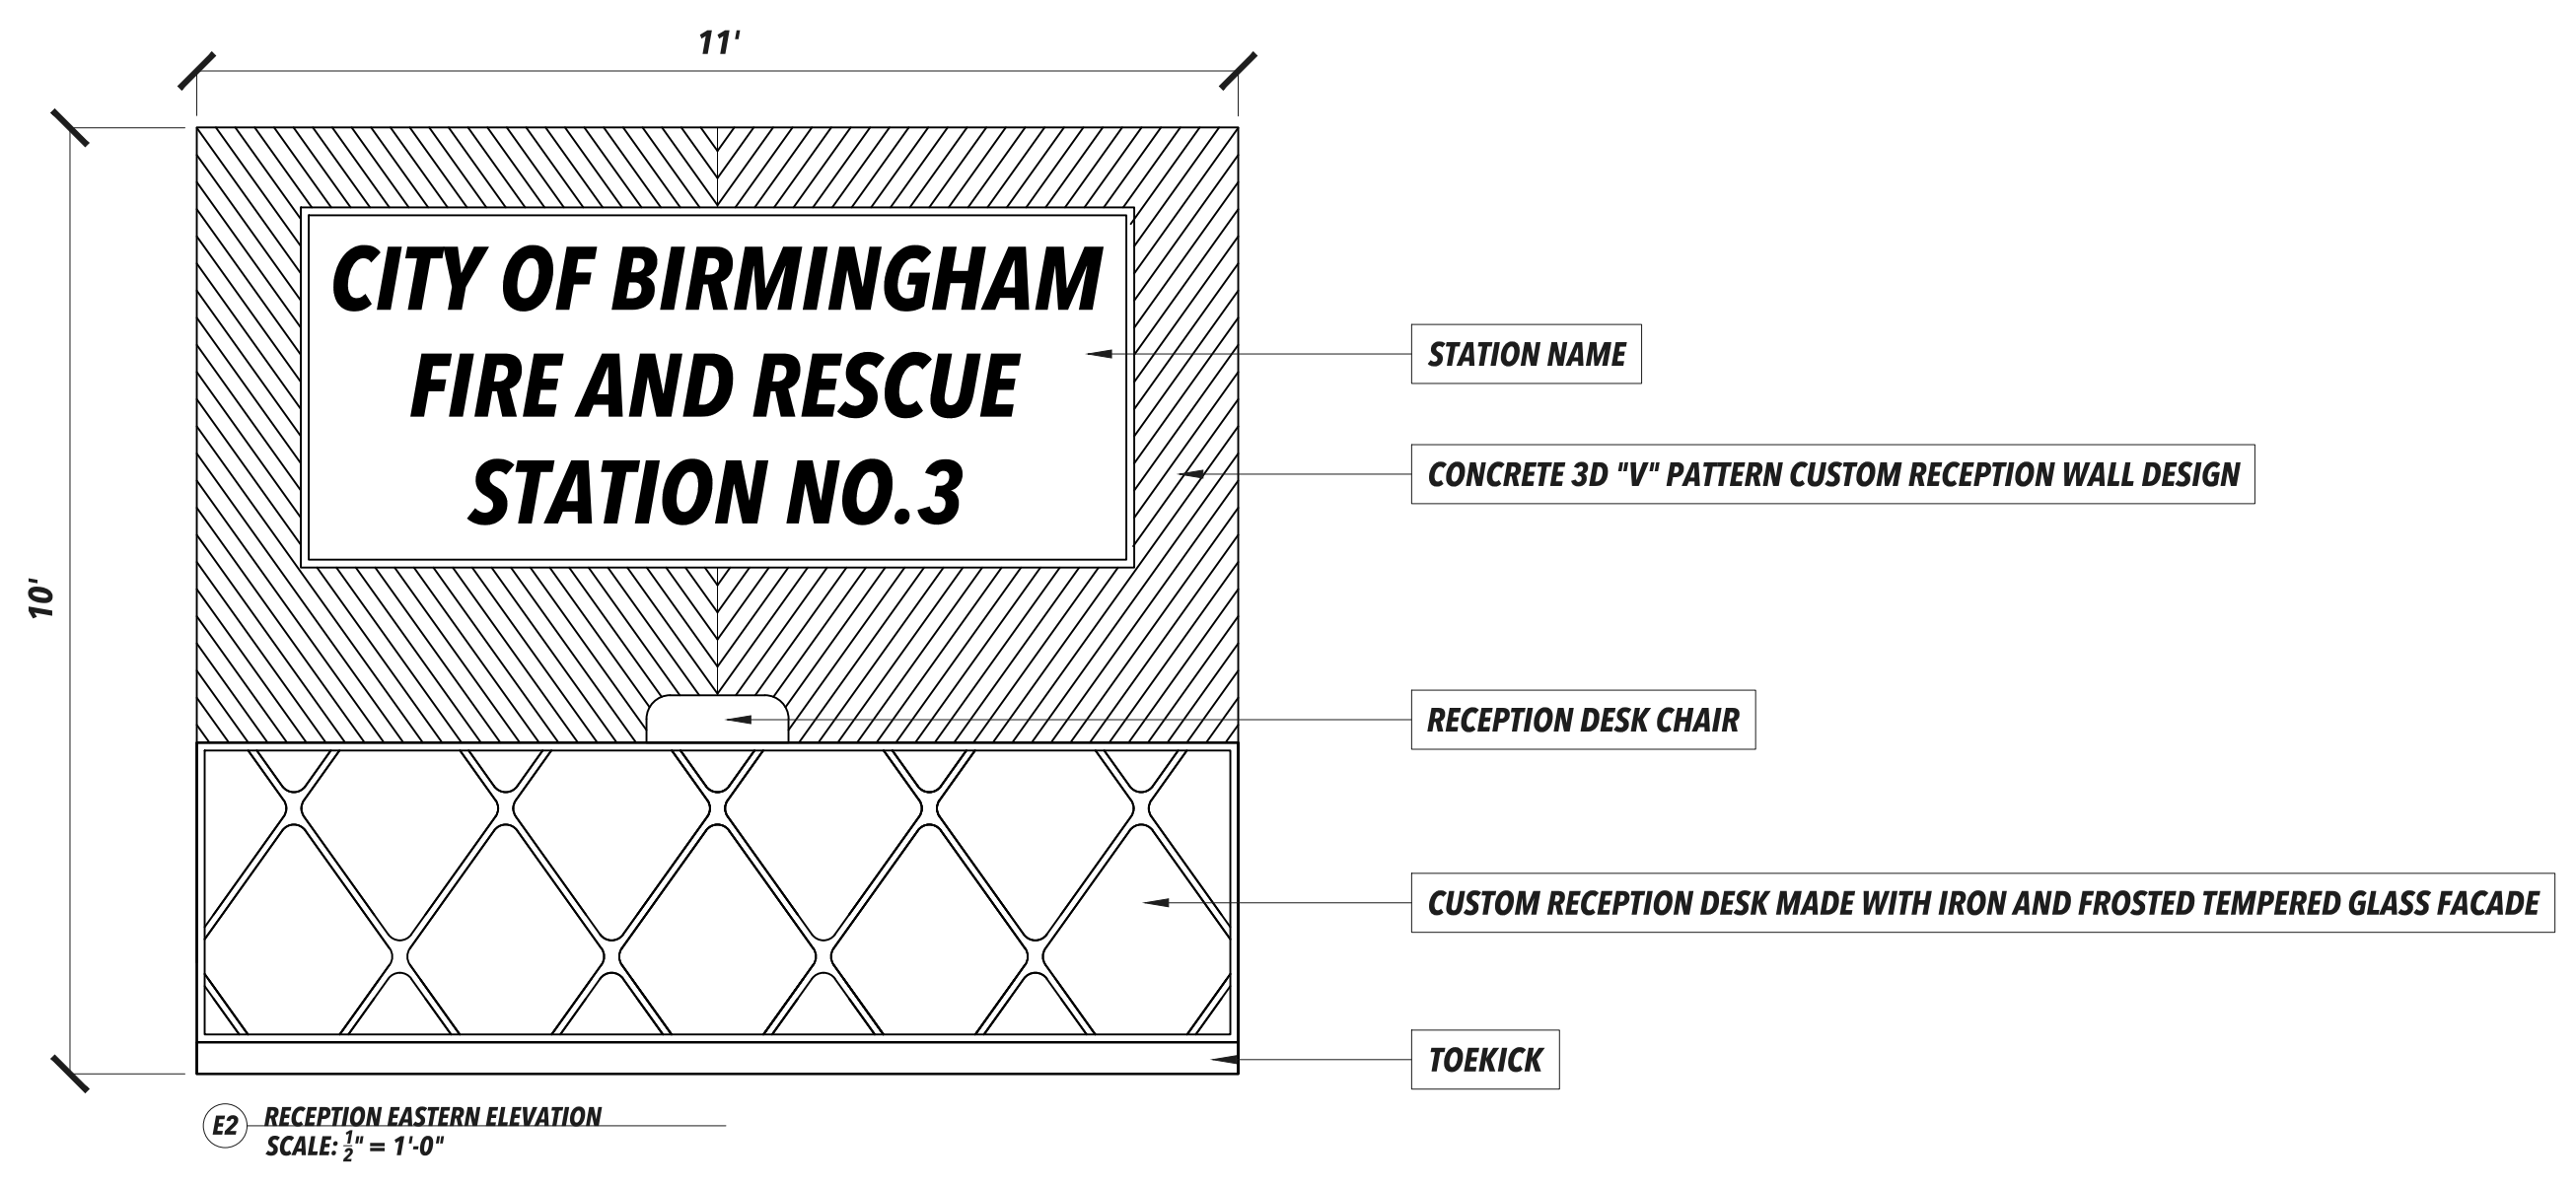 11'
10'
CITY OF BIRMINGHAM
FIRE AND RESCUE
STATION NO.3
STATION NAME
CONCRETE 3D "V" PATTERN CUSTOM RECEPTION WALL DESIGN
RECEPTION DESK CHAIR
CUSTOM RECEPTION DESK MADE WITH IRON AND FROSTED TEMPERED GLASS FACADE
TOEKICK
E2 RECEPTION EASTERN ELEVATION
SCALE: 1/2" = 1'-0"